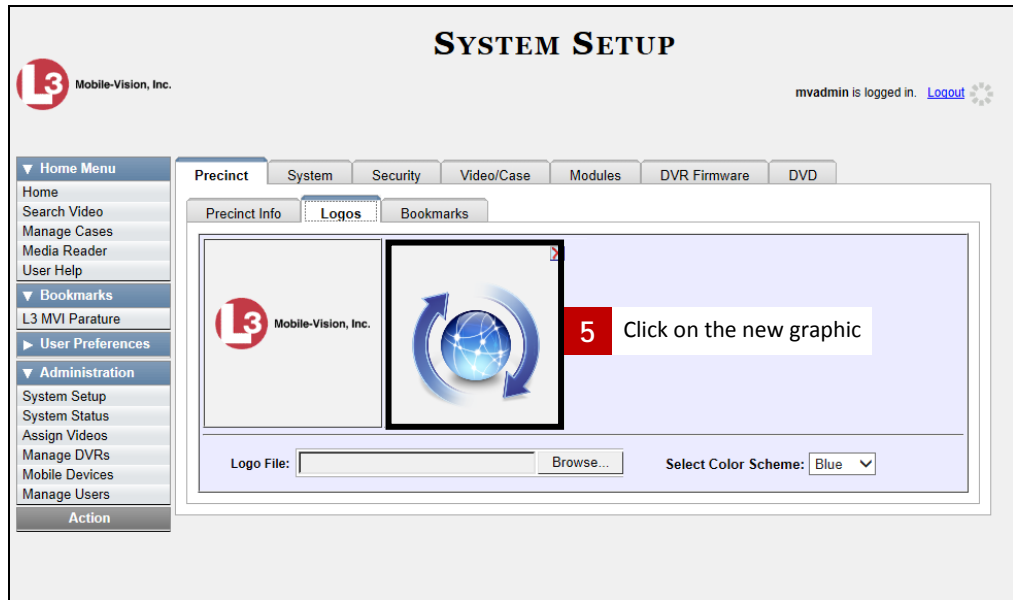 SYSTEM SETUP
L3 Mobile-Vision, Inc.
mvadmin is logged in. Logout
▼ Home Menu
Home
Search Video
Manage Cases
Media Reader
User Help
▼ Bookmarks
L3 MVI Parature
► User Preferences
▼ Administration
System Setup
System Status
Assign Videos
Manage DVRs
Mobile Devices
Manage Users
Action
Precinct System Security Video/Case Modules DVR Firmware DVD
Precinct Info Logos Bookmarks
L3 Mobile-Vision, Inc.
5 Click on the new graphic
Logo File: Browse... Select Color Scheme: Blue